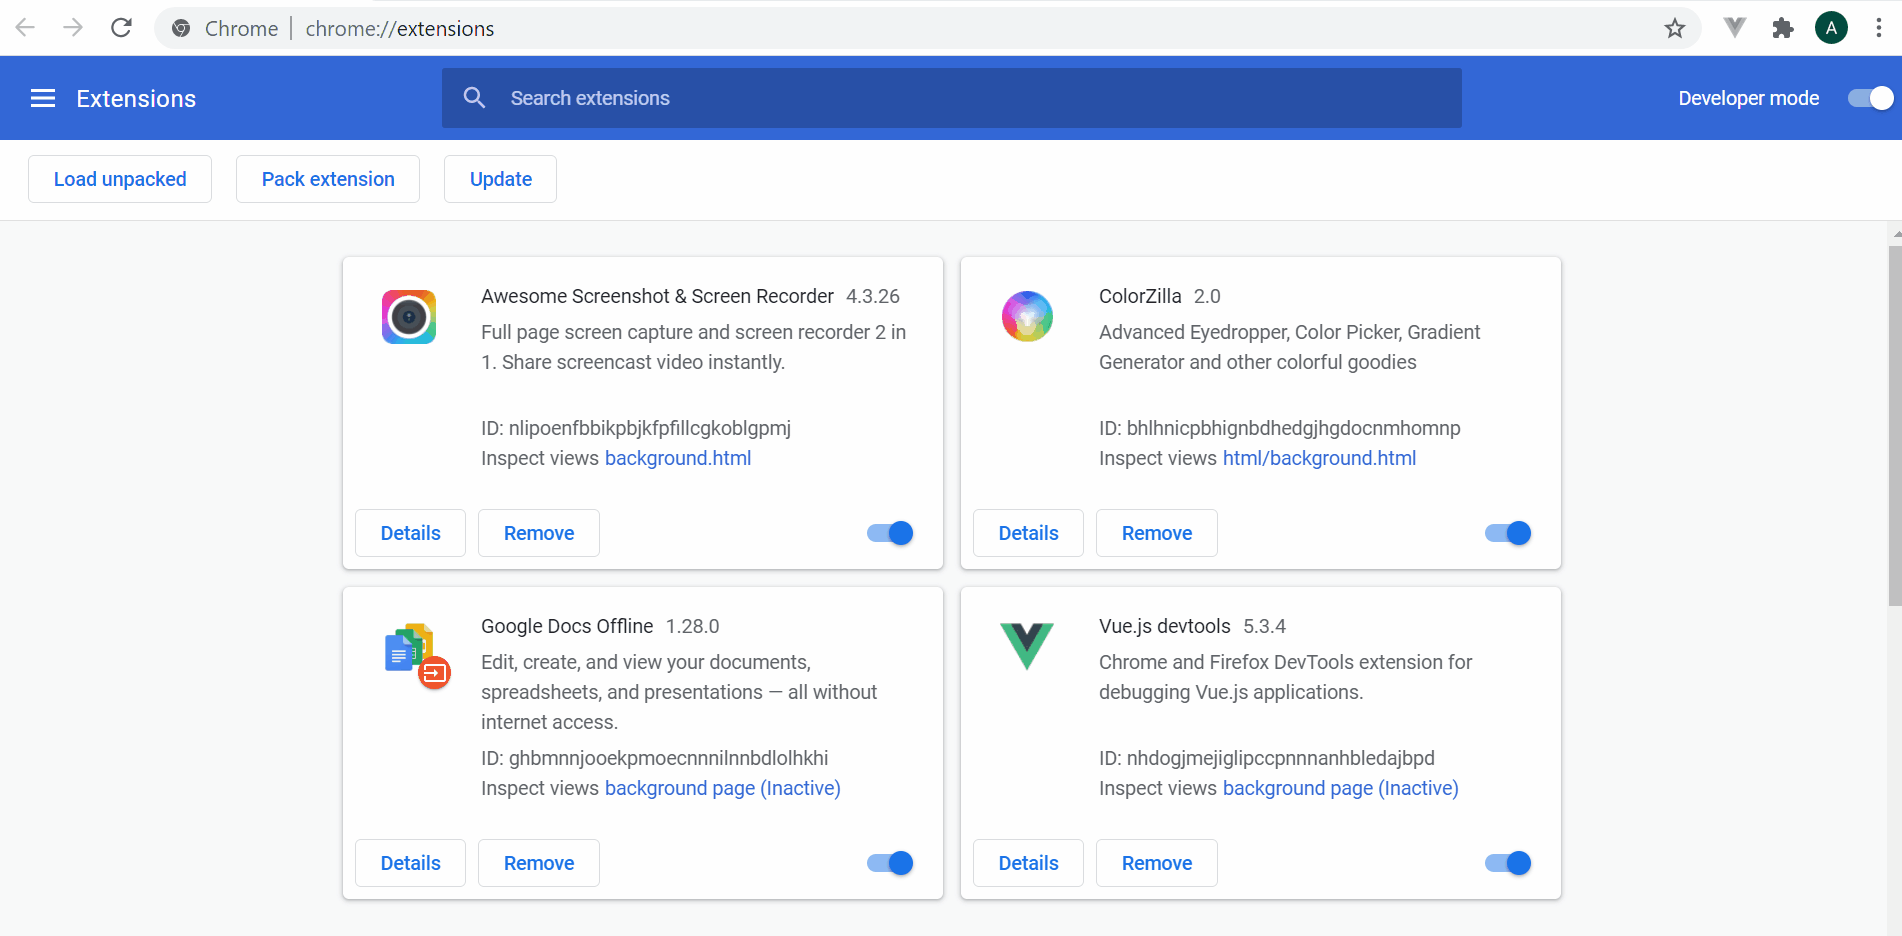 Chrome | chrome://extensions
A
Extensions
Search extensions
Developer mode
Load unpacked
Pack extension
Update
Awesome Screenshot & Screen Recorder 4.3.26
Full page screen capture and screen recorder 2 in
1. Share screencast video instantly.
ID: nlipoenfbbikpbjkfpfillcgkoblgpmj
Inspect views background.html
Details
Remove
ColorZilla 2.0
Advanced Eyedropper, Color Picker, Gradient
Generator and other colorful goodies
ID: bhlhnicpbhignbdhedgjhgdocnmhomnp
Inspect views html/background.html
Details
Remove
Google Docs Offline 1.28.0
Edit, create, and view your documents,
spreadsheets, and presentations — all without
internet access.
ID: ghbmnnjooekpmoecnnnilnnbdlolhkhi
Inspect views background page (Inactive)
Details
Remove
Vue.js devtools 5.3.4
Chrome and Firefox DevTools extension for
debugging Vue.js applications.
ID: nhdogjmejiglipccpnnnanhbledajbpd
Inspect views background page (Inactive)
Details
Remove